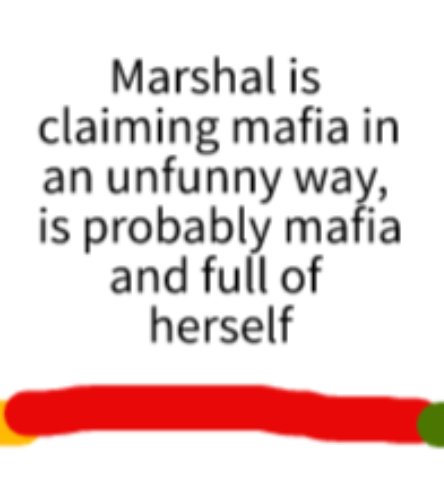 Marshal is
claiming mafia in
an unfunny way,
is probably mafia
and full of
herself